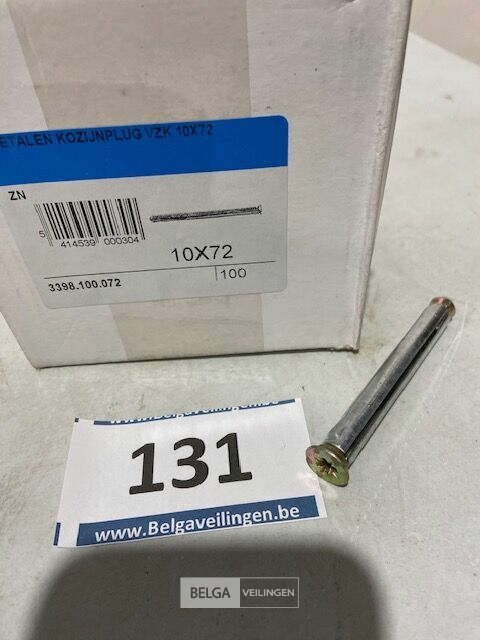 ETALEN KOZIJNPLUG VZK 10X72
ZN
5 414539 000304
10X72
3398.100.072
100
www.Belgaveilingen.be
131
www.Belgaveilingen.be
BELGA VEILINGEN